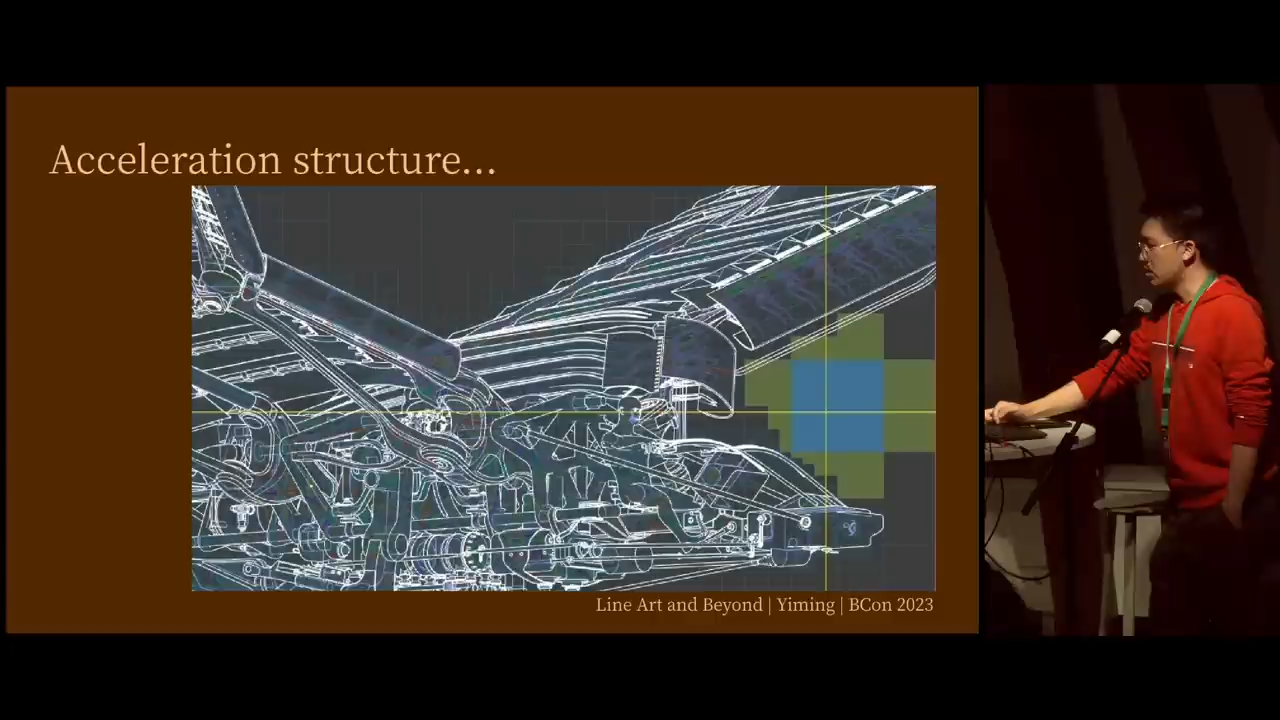 Acceleration structure...
Line Art and Beyond | Yiming | BCon 2023